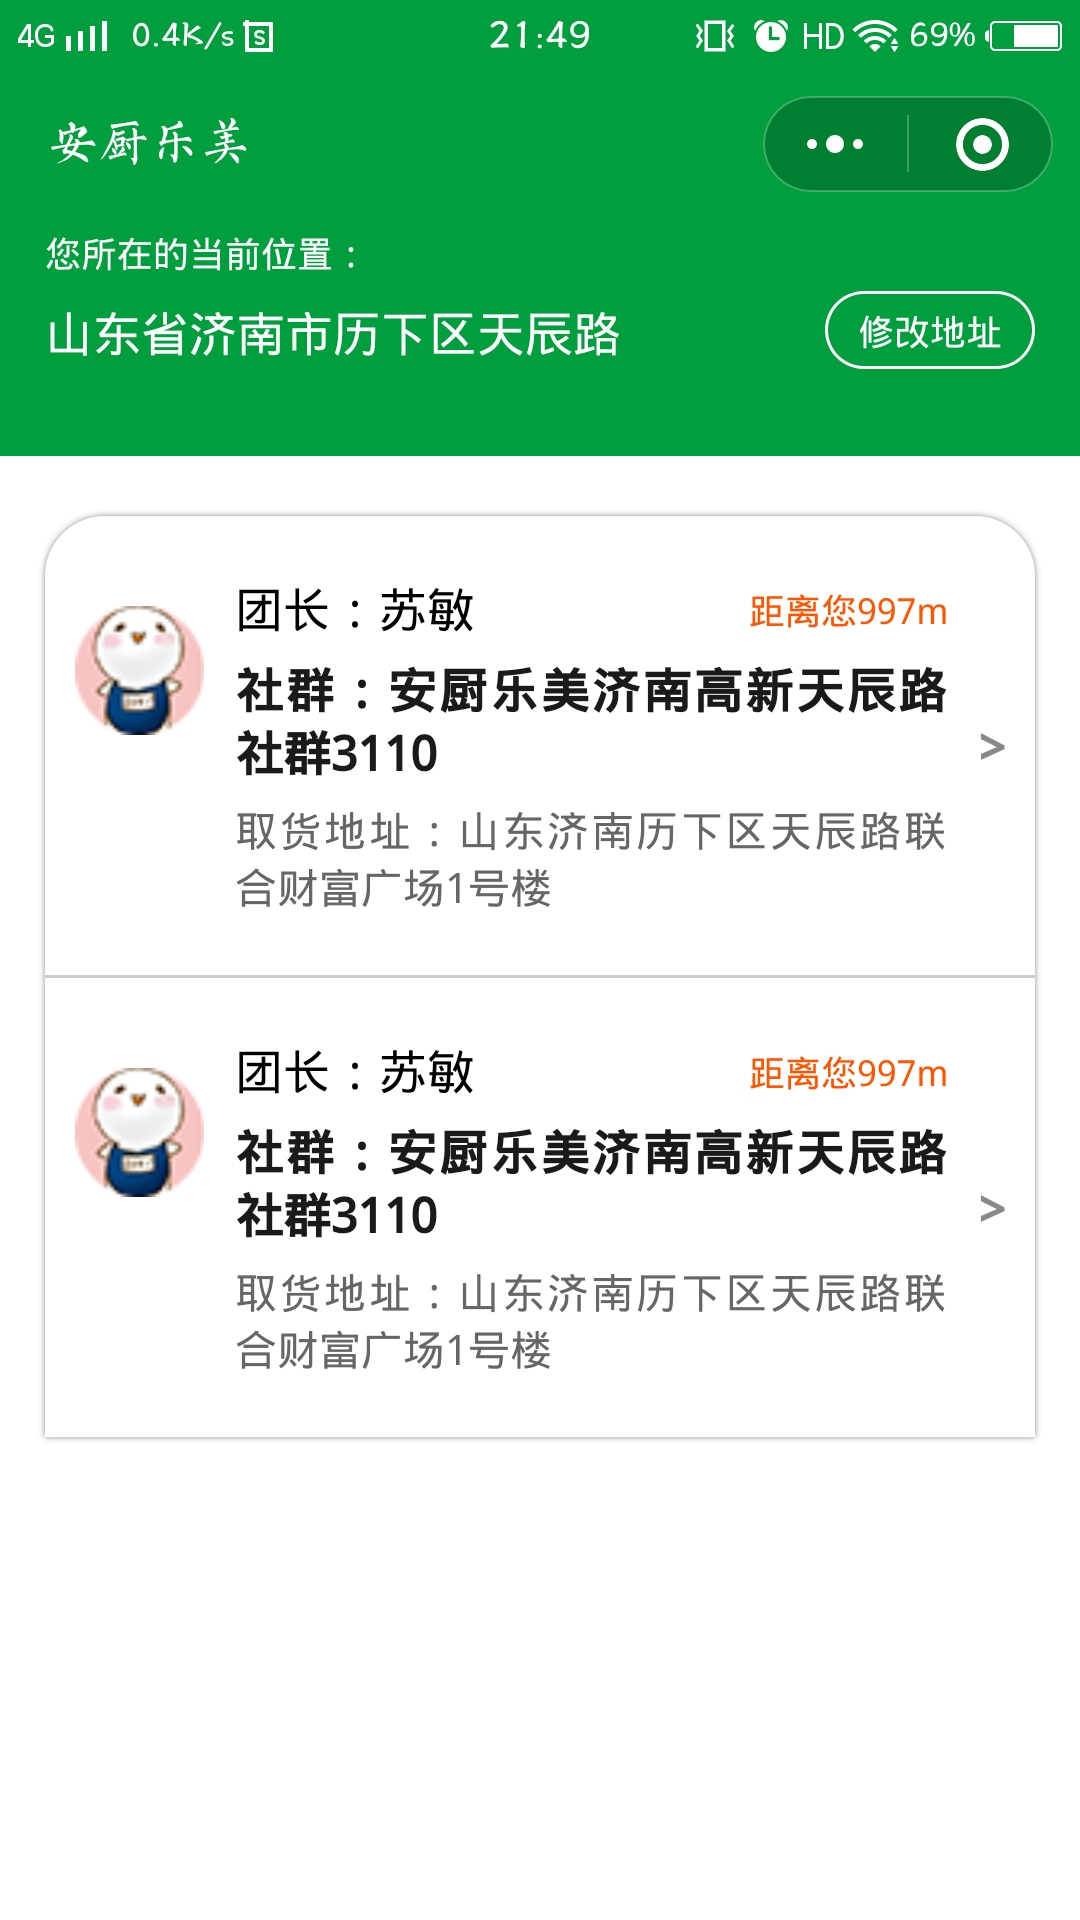 4G 0.4K/s 21:49 HD 69%
安厨乐美
您所在的当前位置：
山东省济南市历下区天辰路 修改地址
团长：苏敏 距离您997m
社群：安厨乐美济南高新天辰路
社群3110
>
取货地址：山东济南历下区天辰路联
合财富广场1号楼
团长：苏敏 距离您997m
社群：安厨乐美济南高新天辰路
社群3110
>
取货地址：山东济南历下区天辰路联
合财富广场1号楼